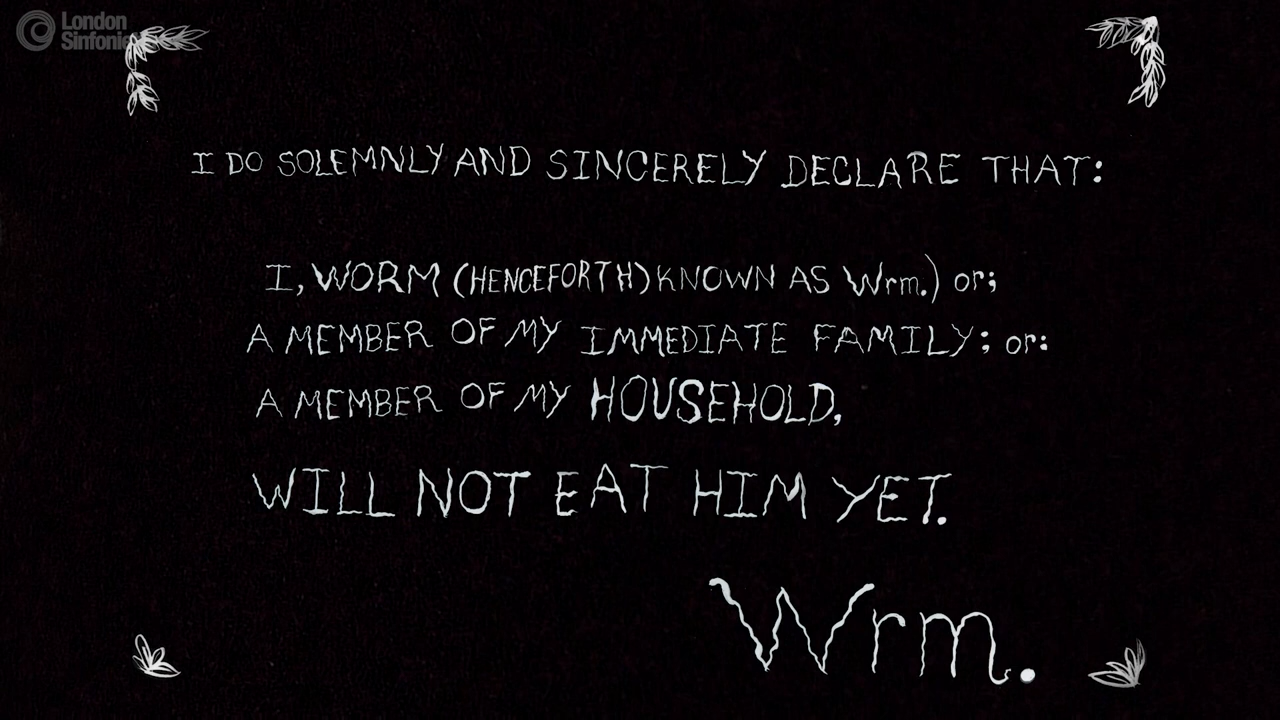 London
I DO SOLEMNLY AND SINCERELY DECLARE THAT:
I, WORM (HENCEFORTH) KNOWN AS Wrm.) or;
A MEMBER OF MY IMMEDIATE FAMILY; or:
A MEMBER OF MY HOUSEHOLD,
WILL NOT EAT HIM YET.
Wrm.